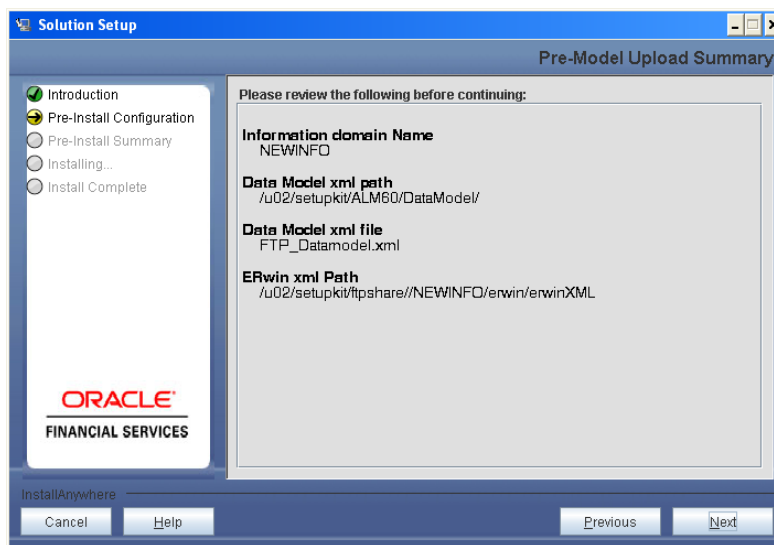 Solution Setup
Pre-Model Upload Summary
Introduction
Pre-Install Configuration
Pre-Install Summary
Installing...
Install Complete
Please review the following before continuing:
Information domain Name
NEWINFO
Data Model xml path
/u02/setupkit/ALM60/DataModel/
Data Model xml file
FTP_Datamodel.xml
ERwin xml Path
/u02/setupkit/ftpshare//NEWINFO/erwin/erwinXML
ORACLE
FINANCIAL SERVICES
InstallAnywhere
Cancel
Help
Previous
Next